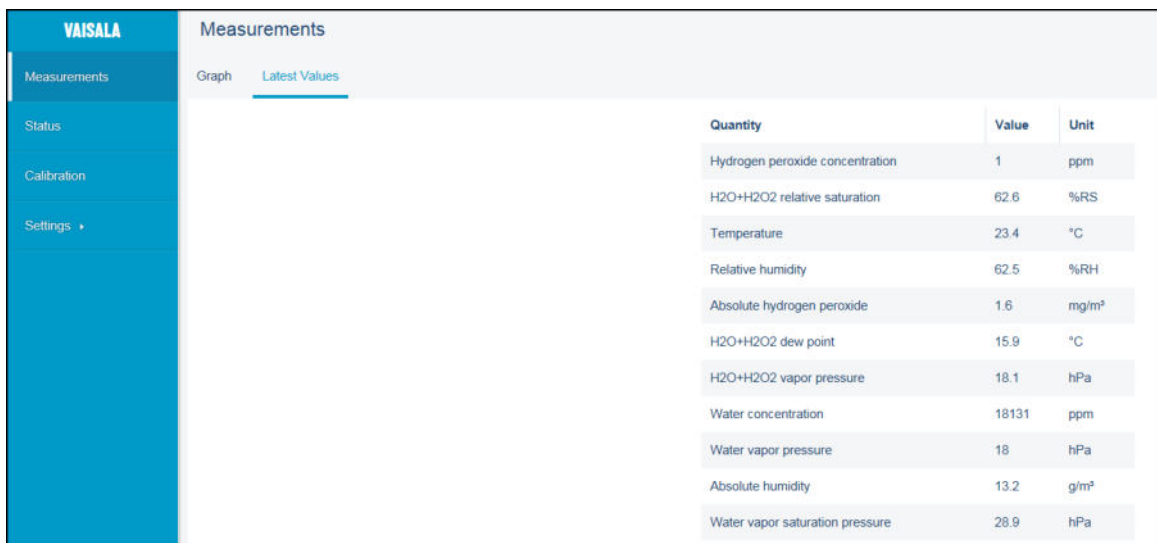 VAISALA
Measurements
Measurements
Graph Latest Values
Status
Calibration
Settings ▸
Quantity Value Unit
Hydrogen peroxide concentration 1 ppm
H2O+H2O2 relative saturation 62.6 %RS
Temperature 23.4 °C
Relative humidity 62.5 %RH
Absolute hydrogen peroxide 1.6 mg/m³
H2O+H2O2 dew point 15.9 °C
H2O+H2O2 vapor pressure 18.1 hPa
Water concentration 18131 ppm
Water vapor pressure 18 hPa
Absolute humidity 13.2 g/m³
Water vapor saturation pressure 28.9 hPa